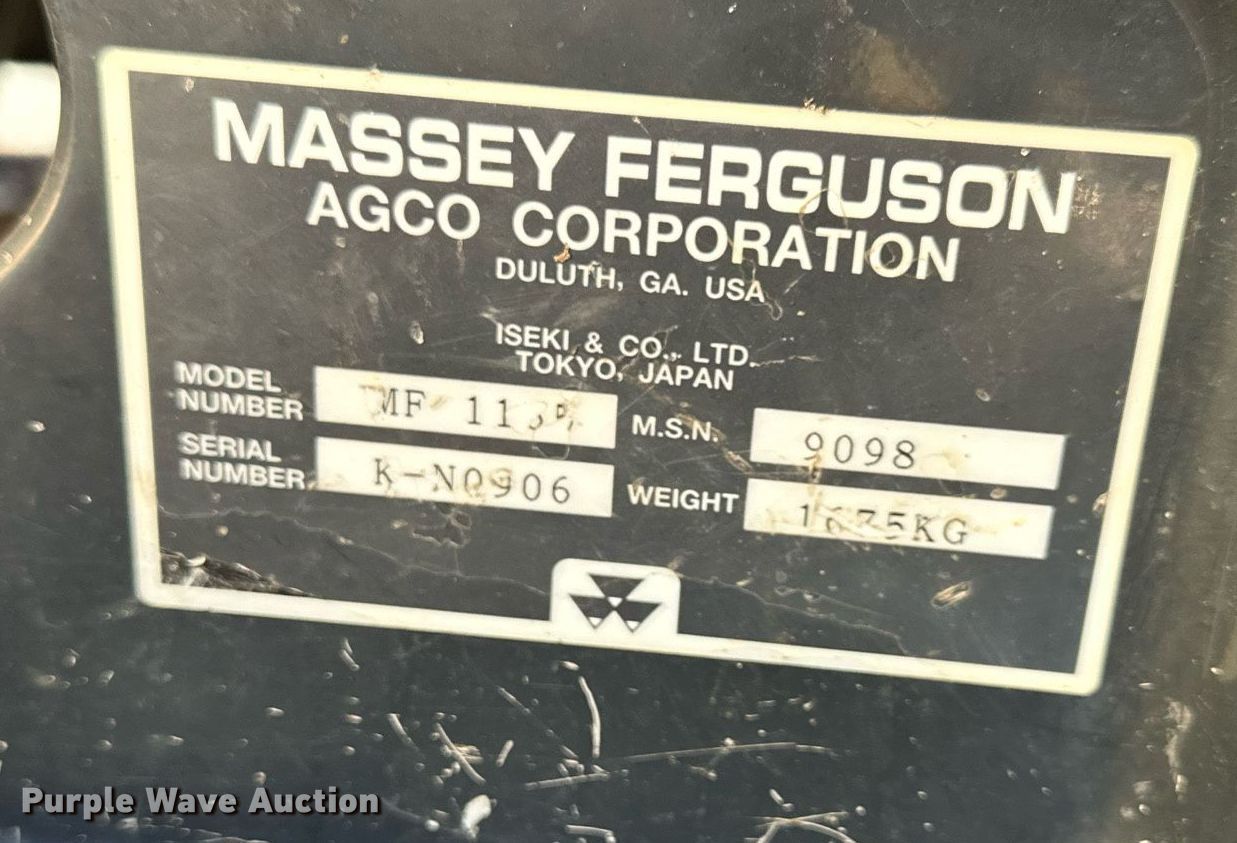 MASSEY FERGUSON
AGCO CORPORATION
DULUTH, GA. USA
ISEKI & CO., LTD.
TOKYO, JAPAN
MODEL NUMBER MF
M.S.N. 9098
SERIAL NUMBER K-N0906
WEIGHT
Purple Wave Auction